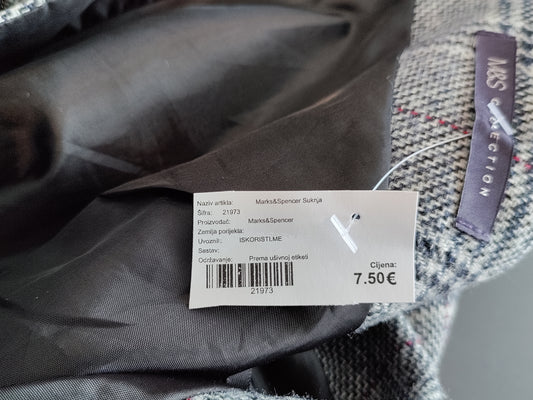 M&S COLLECTION
Naziv artikla: Marks&Spencer Suknja
Šifra: 21973
Proizvođač: Marks&Spencer
Zemlja porijekla:
Uvoznik: ISKORISTI.ME
Sastav:
Održavanje: Prema ušivnoj etiketi
Cijena:
7.50€
21973